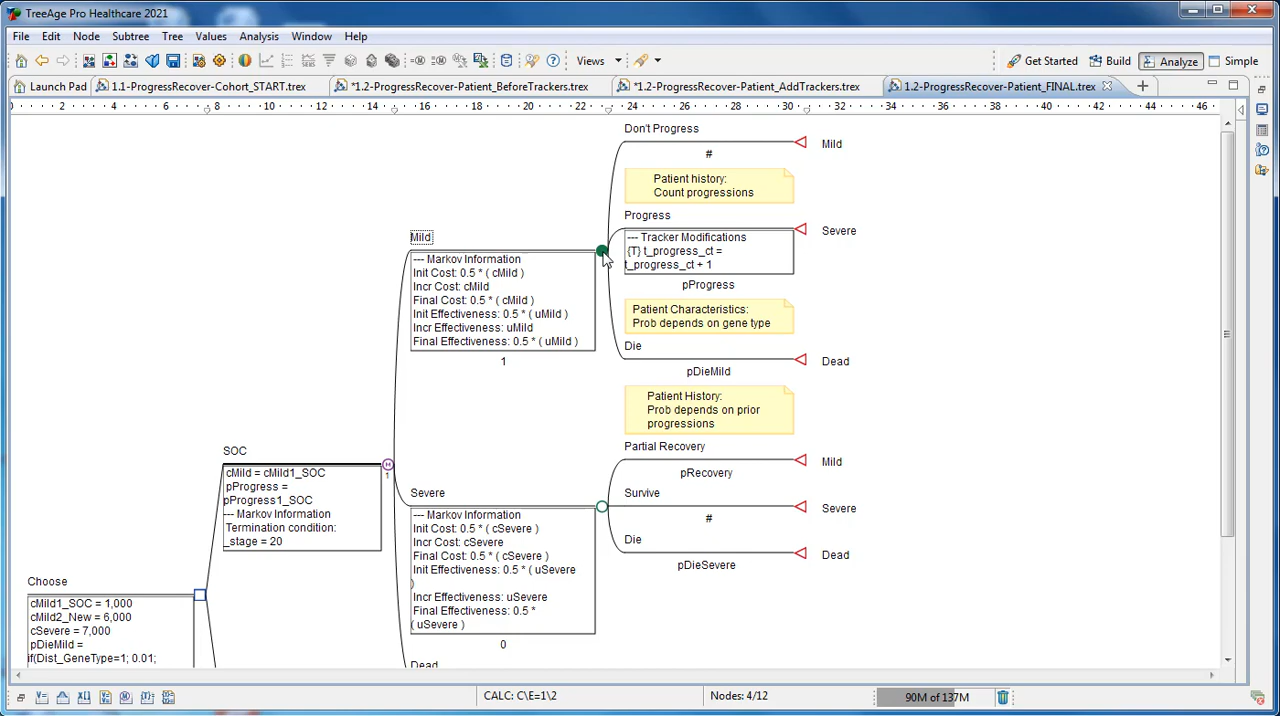 TreeAge Pro Healthcare 2021
File Edit Node Subtree Tree Values Analysis Window Help
Views Get Started Build Analyze Simple
Launch Pad 1.1-ProgressRecover-Cohort_START.trex *1.2-ProgressRecover-Patient_BeforeTrackers.trex *1.2-ProgressRecover-Patient_AddTrackers.trex 1.2-ProgressRecover-Patient_FINAL.trex
2 4 6 8 10 12 14 16 18 20 22 24 26 28 30 32 34 36 38 40 42 44 46
Don't Progress
Mild
#
Patient history:
Count progressions
Progress
Severe
--- Tracker Modifications
{T} t_progress_ct =
t_progress_ct + 1
pProgress
Patient Characteristics:
Prob depends on gene type
Die
Dead
pDieMild
Mild
--- Markov Information
Init Cost: 0.5 * ( cMild )
Incr Cost: cMild
Final Cost: 0.5 * ( cMild )
Init Effectiveness: 0.5 * ( uMild )
Incr Effectiveness: uMild
Final Effectiveness: 0.5 * ( uMild )
1
Patient History:
Prob depends on prior
progressions
Partial Recovery
Mild
pRecovery
Survive
Severe
#
Die
Dead
pDieSevere
SOC
cMild = cMild1_SOC
pProgress =
pProgress1_SOC
--- Markov Information
Termination condition:
_stage = 20
M
1
Severe
--- Markov Information
Init Cost: 0.5 * ( cSevere )
Incr Cost: cSevere
Final Cost: 0.5 * ( cSevere )
Init Effectiveness: 0.5 * ( uSevere
)
Incr Effectiveness: uSevere
Final Effectiveness: 0.5 *
( uSevere )
0
Dead
Choose
cMild1_SOC = 1,000
cMild2_New = 6,000
cSevere = 7,000
pDieMild =
if(Dist_GeneType=1; 0.01;
CALC: C\E=1\2 Nodes: 4/12 90M of 137M